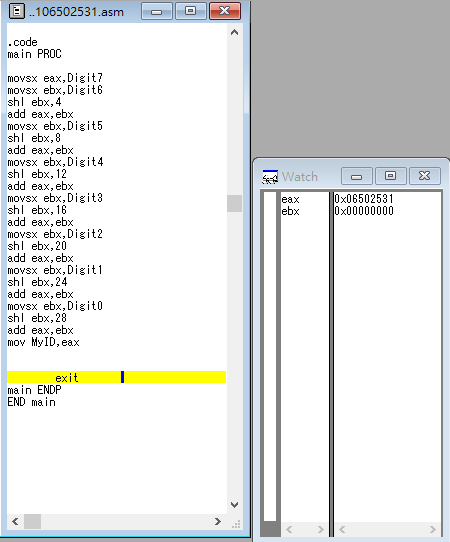 ..106502531.asm
.code
main PROC
movsx eax,Digit7
movsx ebx,Digit6
shl ebx,4
add eax,ebx
movsx ebx,Digit5
shl ebx,8
add eax,ebx
movsx ebx,Digit4
shl ebx,12
add eax,ebx
movsx ebx,Digit3
shl ebx,16
add eax,ebx
movsx ebx,Digit2
shl ebx,20
add eax,ebx
movsx ebx,Digit1
shl ebx,24
add eax,ebx
movsx ebx,Digit0
shl ebx,28
add eax,ebx
mov MyID,eax
exit
main ENDP
END main
Watch
eax 0x06502531
ebx 0x00000000